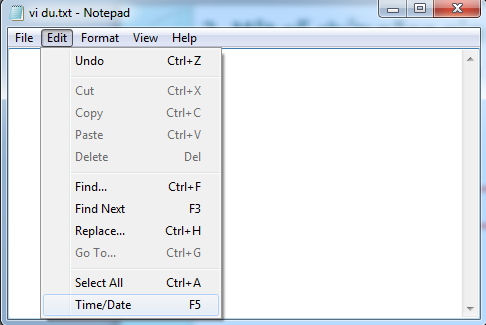 vi du.txt - Notepad
File Edit Format View Help
Undo Ctrl+Z
Cut Ctrl+X
Copy Ctrl+C
Paste Ctrl+V
Delete Del
Find... Ctrl+F
Find Next F3
Replace... Ctrl+H
Go To... Ctrl+G
Select All Ctrl+A
Time/Date F5